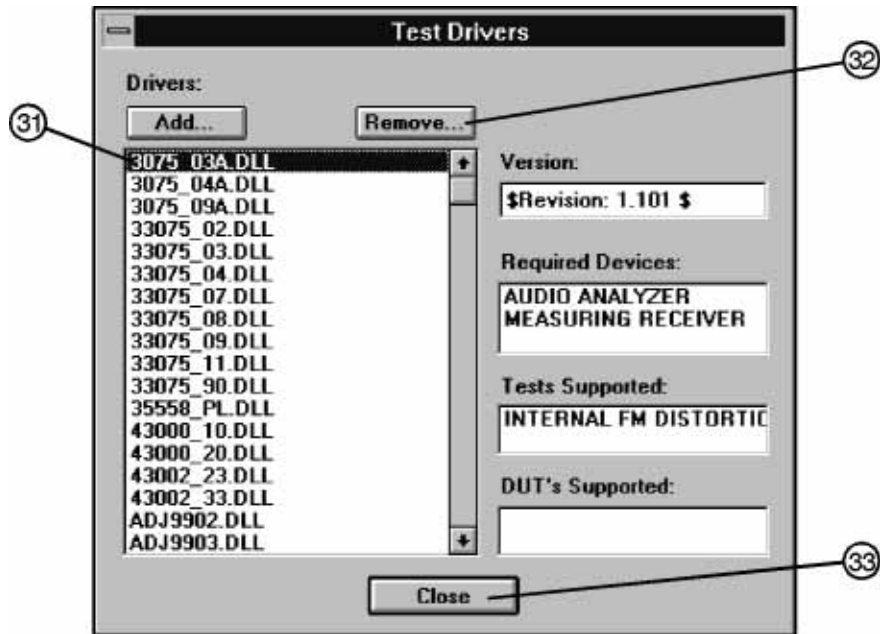 Test Drivers
32
Drivers:
31
Add...
Remove...
3075_03A.DLL
3075_04A.DLL
3075_09A.DLL
33075_02.DLL
33075_03.DLL
33075_04.DLL
33075_07.DLL
33075_08.DLL
33075_09.DLL
33075_11.DLL
33075_90.DLL
35558_PL.DLL
43000_10.DLL
43000_20.DLL
43002_23.DLL
43002_33.DLL
ADJ9902.DLL
ADJ9903.DLL
Version:
$Revision: 1.101 $
Required Devices:
AUDIO ANALYZER
MEASURING RECEIVER
Tests Supported:
INTERNAL FM DISTORTIO
DUT's Supported:
33
Close